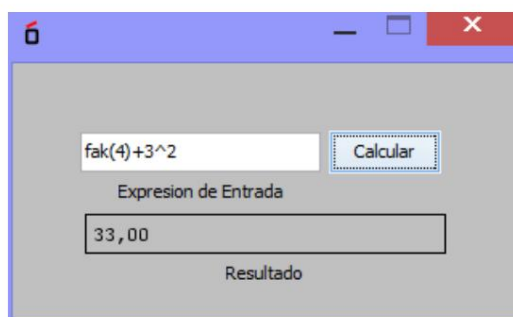 ó
fak(4)+3^2
Calcular
Expresion de Entrada
33,00
Resultado